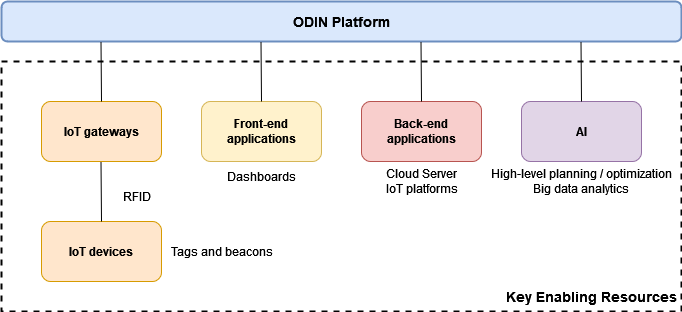 ODIN Platform
IoT gateways
Front-end
applications
Back-end
applications
AI
Dashboards
Cloud Server
IoT platforms
High-level planning / optimization
Big data analytics
RFID
IoT devices
Tags and beacons
Key Enabling Resources